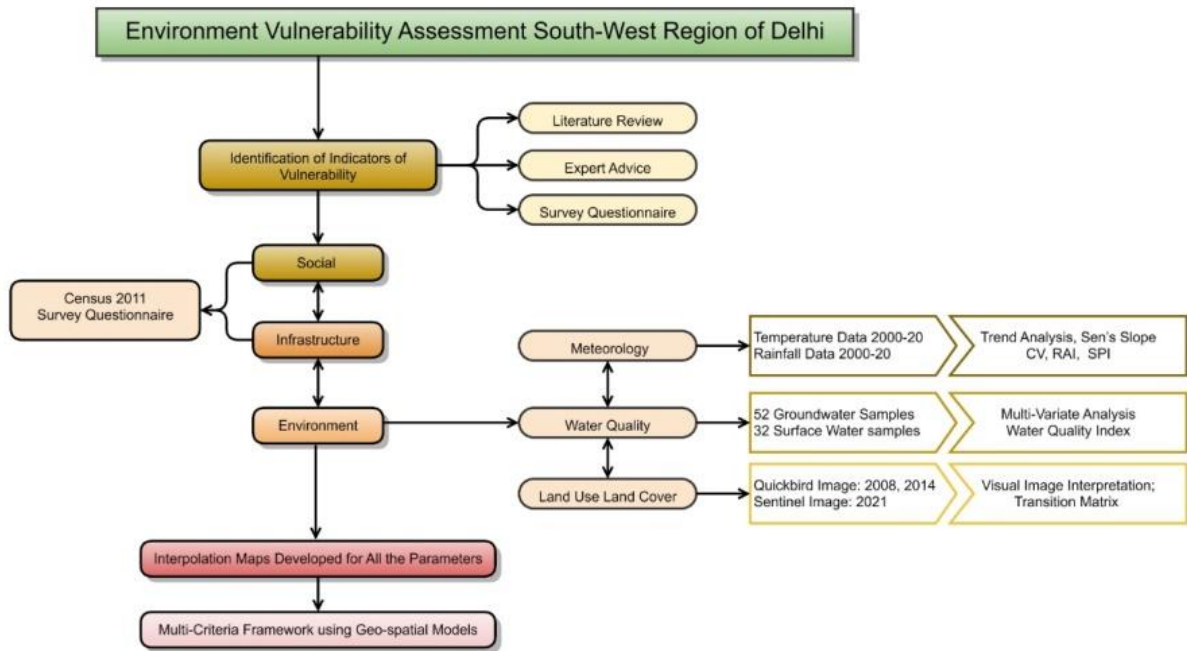 Environment Vulnerability Assessment South-West Region of Delhi
Literature Review
Identification of Indicators of
Vulnerability
Expert Advice
Survey Questionnaire
Social
Census 2011
Survey Questionnaire
Infrastructure
Environment
Meteorology
Temperature Data 2000-20
Rainfall Data 2000-20
Trend Analysis, Sen's Slope
CV, RAI, SPI
Water Quality
52 Groundwater Samples
32 Surface Water samples
Multi-Variate Analysis
Water Quality Index
Land Use Land Cover
Quickbird Image: 2008, 2014
Sentinel Image: 2021
Visual Image Interpretation;
Transition Matrix
Interpolation Maps Developed for All the Parameters
Multi-Criteria Framework using Geo-spatial Models